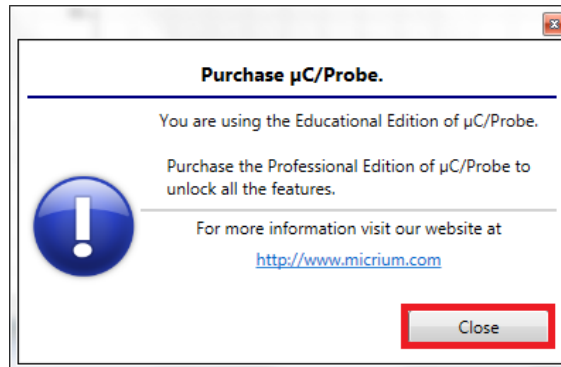 Purchase µC/Probe.
You are using the Educational Edition of µC/Probe.
Purchase the Professional Edition of µC/Probe to
unlock all the features.
For more information visit our website at
http://www.micrium.com
Close